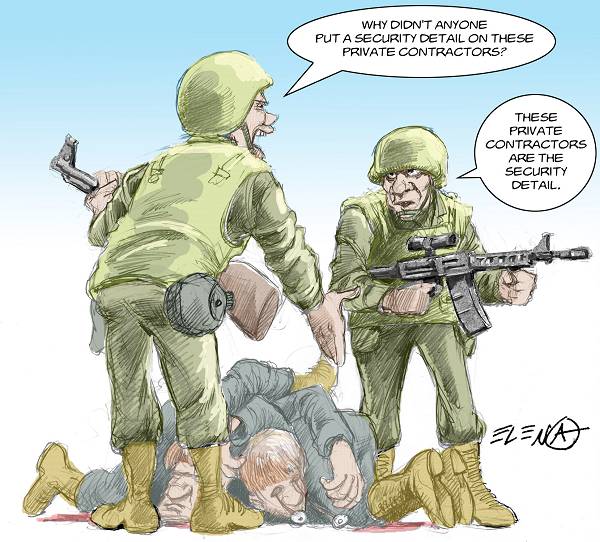 WHY DIDN'T ANYONE
PUT A SECURITY DETAIL ON THESE
PRIVATE CONTRACTORS?
THESE
PRIVATE
CONTRACTORS
ARE THE
SECURITY
DETAIL.
ELENA